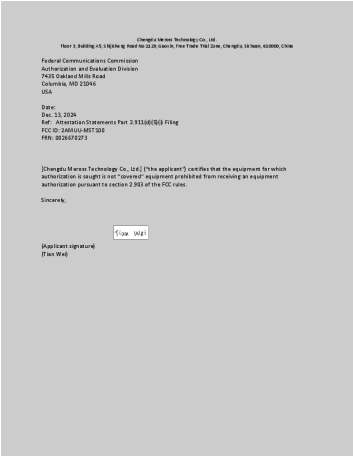 Chengdu Meross Technology Co., Ltd.
Floor 3, Building A5, Shijicheng Road No 1129, Gaoxin, Free Trade Trial Zone, Chengdu, Sichuan, 610000, China
Federal Communications Commission
Authorization and Evaluation Division
7435 Oakland Mills Road
Columbia, MD 21046
USA
Date:
Dec. 13, 2024
Ref: Attestation Statements Part 2.911(d)(5)(i) Filing
FCC ID: 2AMUU-MST100
FRN: 0026670273
[Chengdu Meross Technology Co., Ltd.] ("the applicant") certifies that the equipment for which
authorization is sought is not "covered" equipment prohibited from receiving an equipment
authorization pursuant to section 2.903 of the FCC rules.
Sincerely,
Tian Wei
(Applicant signature)
(Tian Wei)